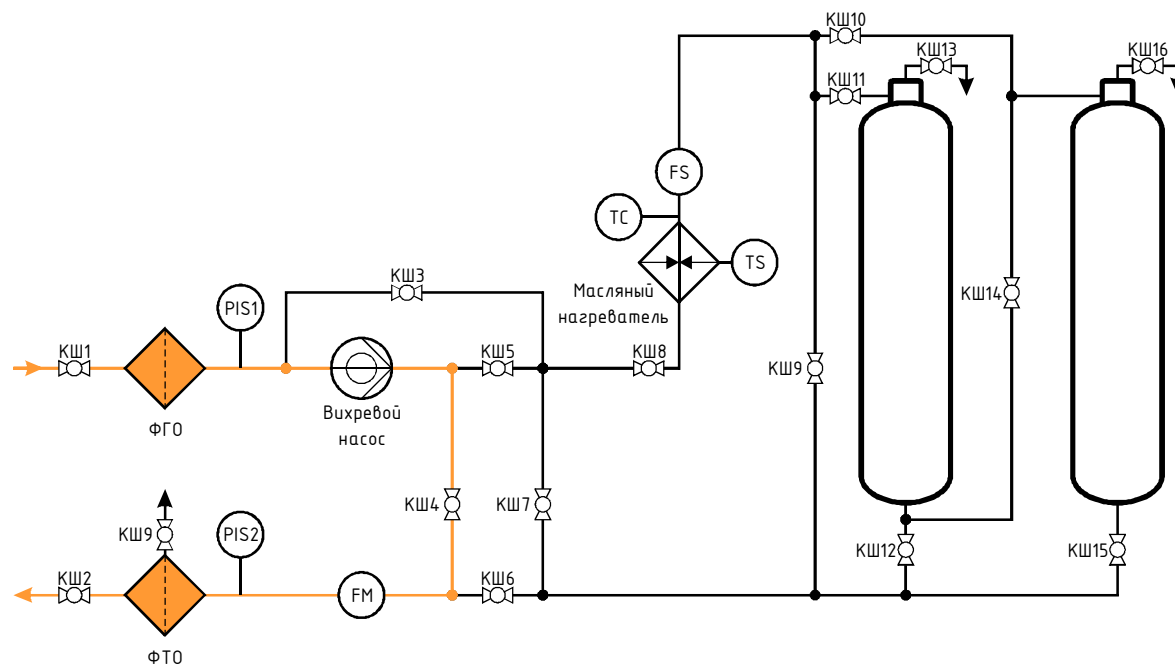 КШ10
КШ13
КШ16
КШ11
FS
TC
TS
КШ3
Масляный
нагреватель
PIS1
КШ14
КШ1
КШ5
КШ8
КШ9
Вихревой
насос
ФГО
КШ4
КШ7
КШ9
PIS2
КШ12
КШ15
КШ2
FM
КШ6
ФТО